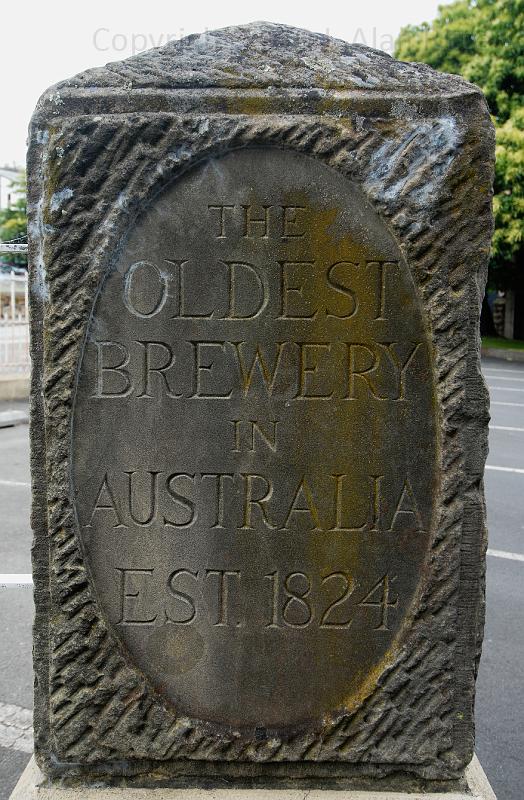 THE
OLDEST
BREWERY
IN
AUSTRALIA
EST. 1824